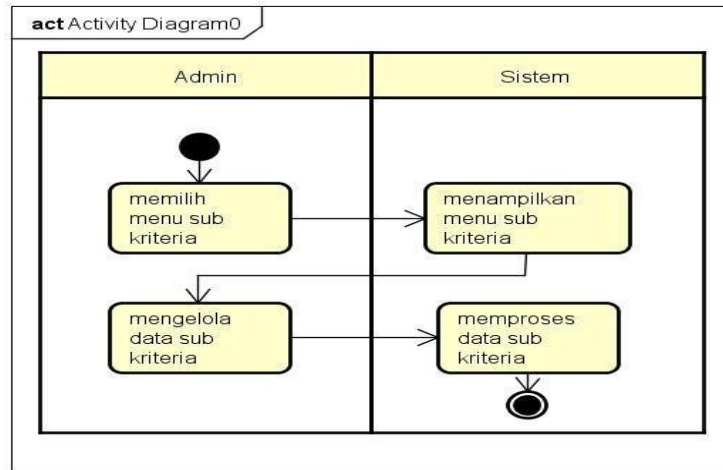 act Activity Diagram0
Admin
Sistem
memilih
menu sub
kriteria
menampilkan
menu sub
kriteria
mengelola
data sub
kriteria
memproses
data sub
kriteria